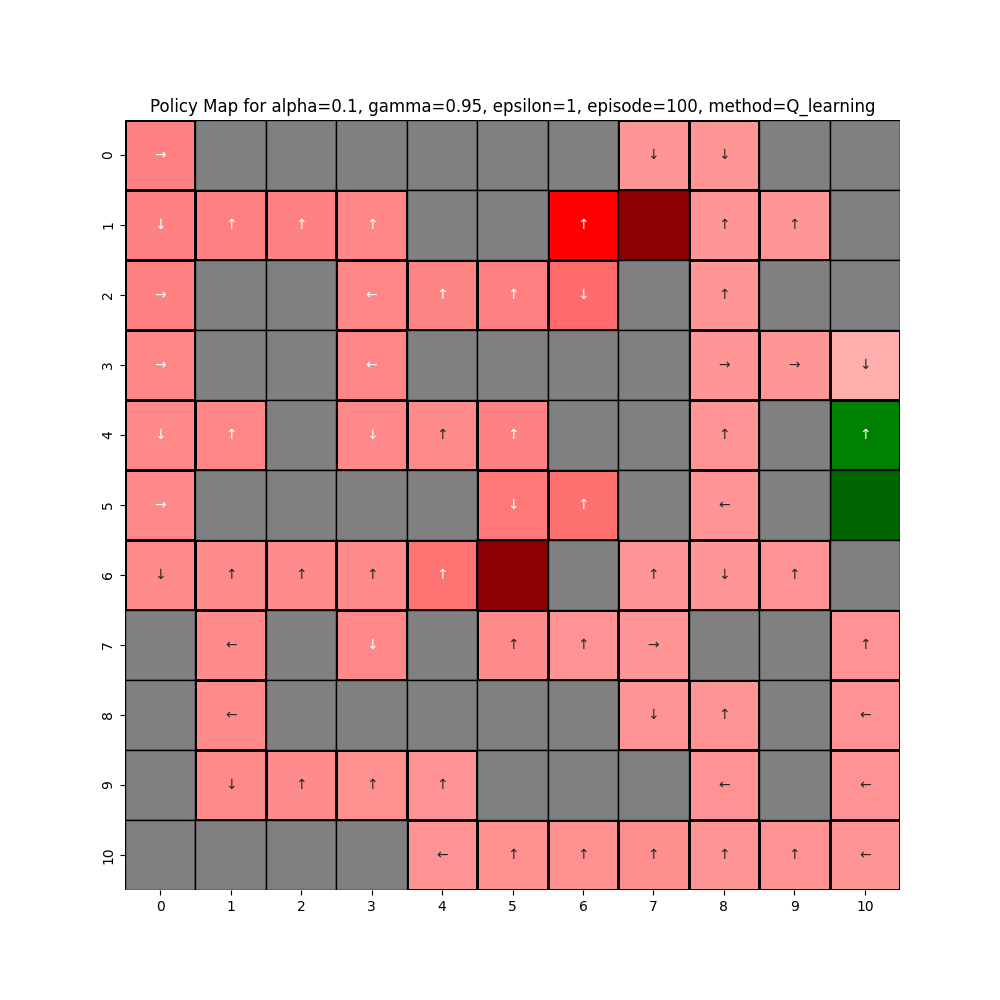 Policy Map for alpha=0.1, gamma=0.95, epsilon=1, episode=100, method=Q_learning
0 → ↓ ↓
1 ↓ ↑ ↑ ↑ ↑ ↑ ↑
2 → ← ↑ ↑ ↓ ↑
3 → ← → → ↓
4 ↓ ↑ ↓ ↑ ↑ ↑ ↑
5 → ↓ ↑ ←
6 ↓ ↑ ↑ ↑ ↑ ↑ ↓ ↑
7 ← ↓ ↑ ↑ → ↑
8 ← ↓ ↑ ←
9 ↓ ↑ ↑ ↑ ← ←
10 ← ↑ ↑ ↑ ↑ ↑ ←
0 1 2 3 4 5 6 7 8 9 10